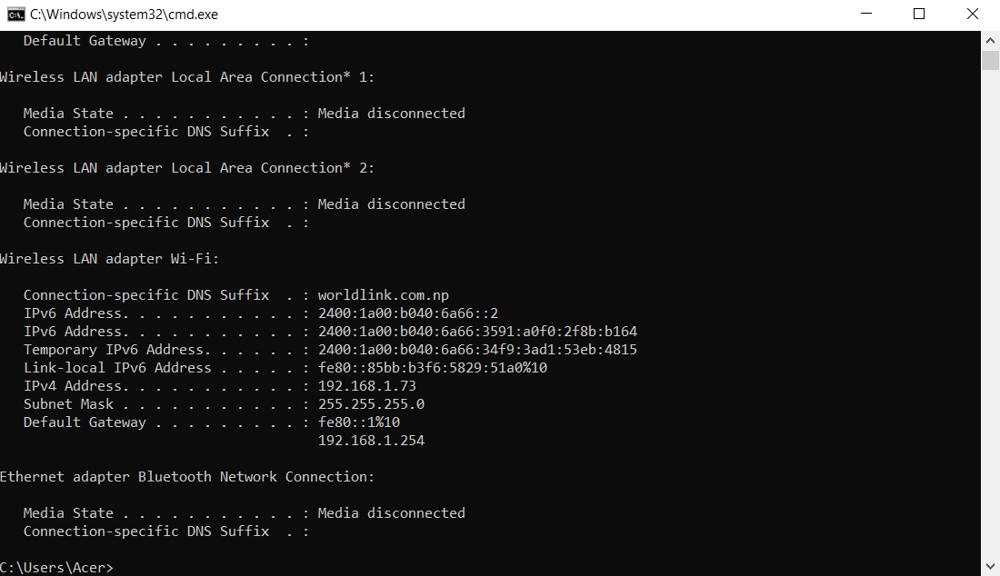 C:\Windows\system32\cmd.exe
Default Gateway . . . . . . . . . :
Wireless LAN adapter Local Area Connection* 1:
Media State . . . . . . . . . . . : Media disconnected
Connection-specific DNS Suffix  . :
Wireless LAN adapter Local Area Connection* 2:
Media State . . . . . . . . . . . : Media disconnected
Connection-specific DNS Suffix  . :
Wireless LAN adapter Wi-Fi:
Connection-specific DNS Suffix  . : worldlink.com.np
IPv6 Address. . . . . . . . . . . : 2400:1a00:b040:6a66::2
IPv6 Address. . . . . . . . . . . : 2400:1a00:b040:6a66:3591:a0f0:2f8b:b164
Temporary IPv6 Address. . . . . . : 2400:1a00:b040:6a66:34f9:3ad1:53eb:4815
Link-local IPv6 Address . . . . . : fe80::85bb:b3f6:5829:51a0%10
IPv4 Address. . . . . . . . . . . : 192.168.1.73
Subnet Mask . . . . . . . . . . . : 255.255.255.0
Default Gateway . . . . . . . . . : fe80::1%10
192.168.1.254
Ethernet adapter Bluetooth Network Connection:
Media State . . . . . . . . . . . : Media disconnected
Connection-specific DNS Suffix  . :
C:\Users\Acer>